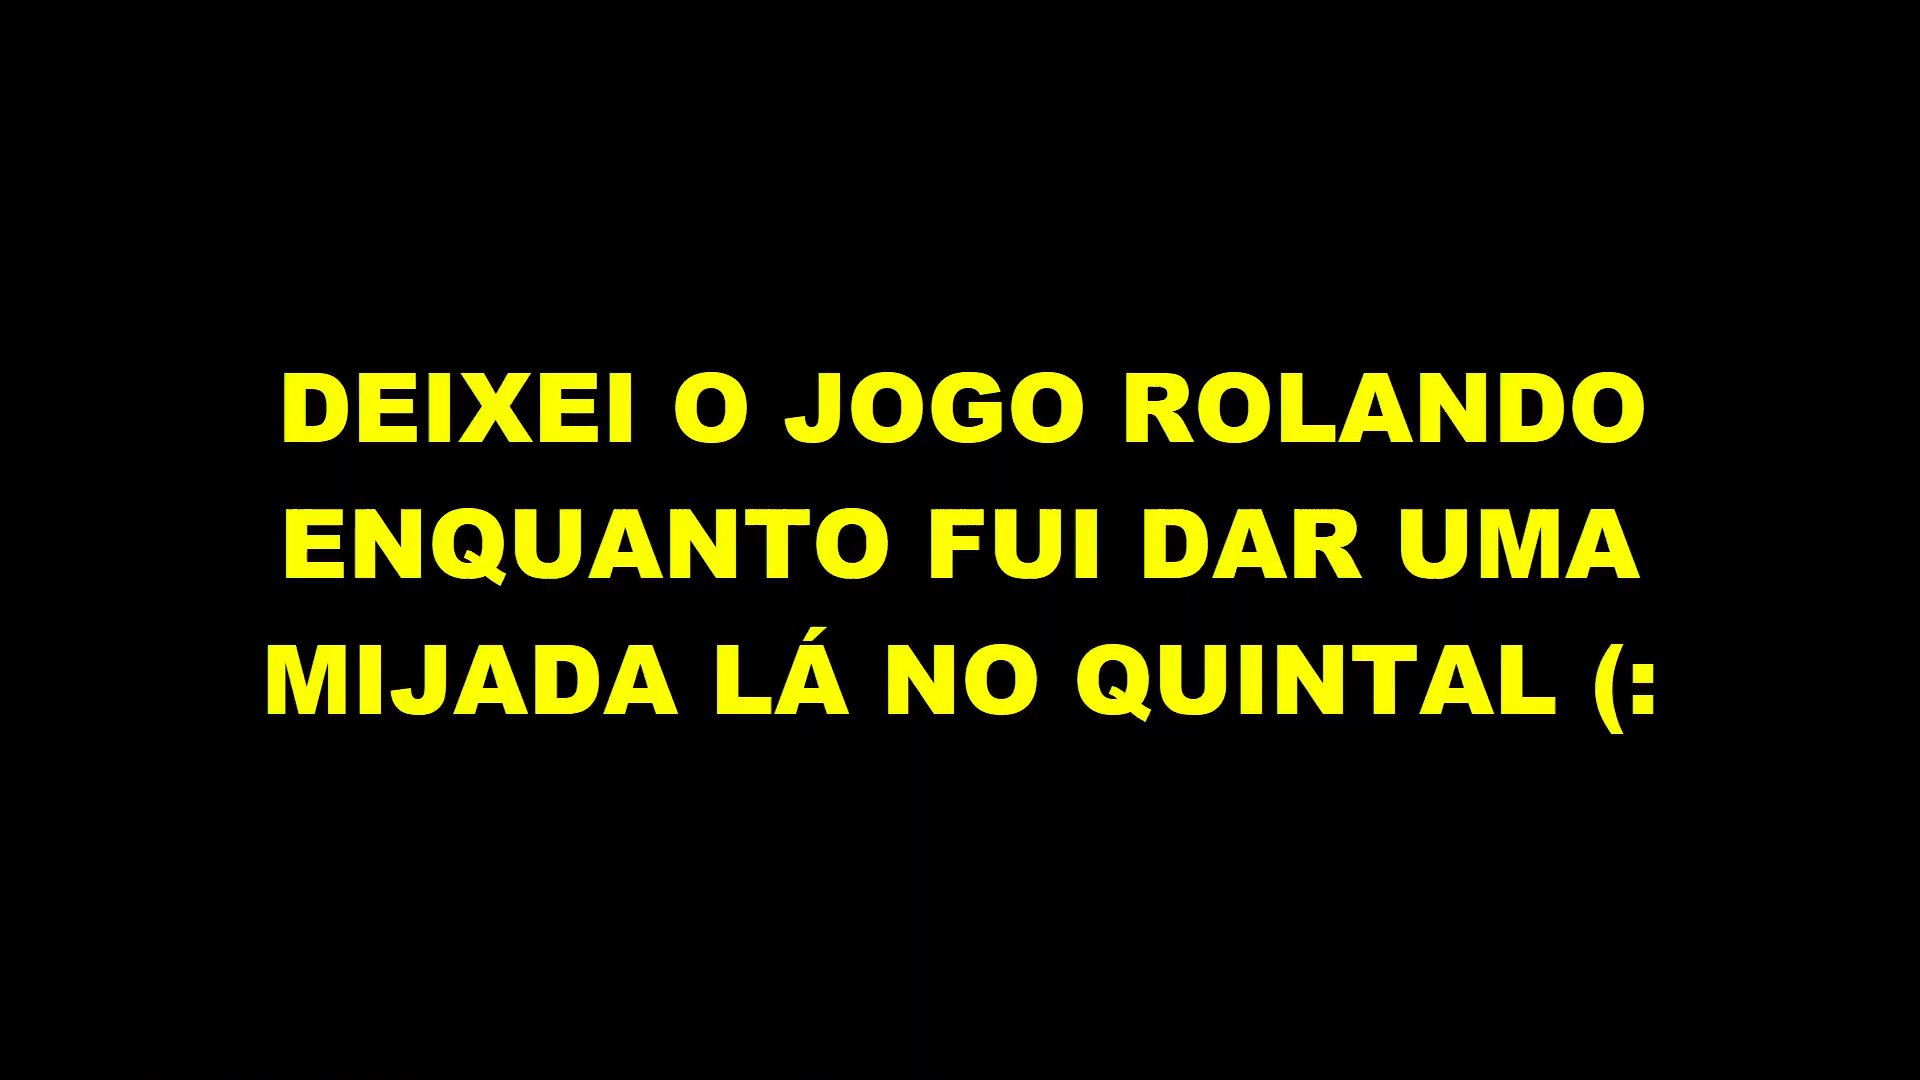 DEIXEI O JOGO ROLANDO
ENQUANTO FUI DAR UMA
MIJADA LÁ NO QUINTAL (: